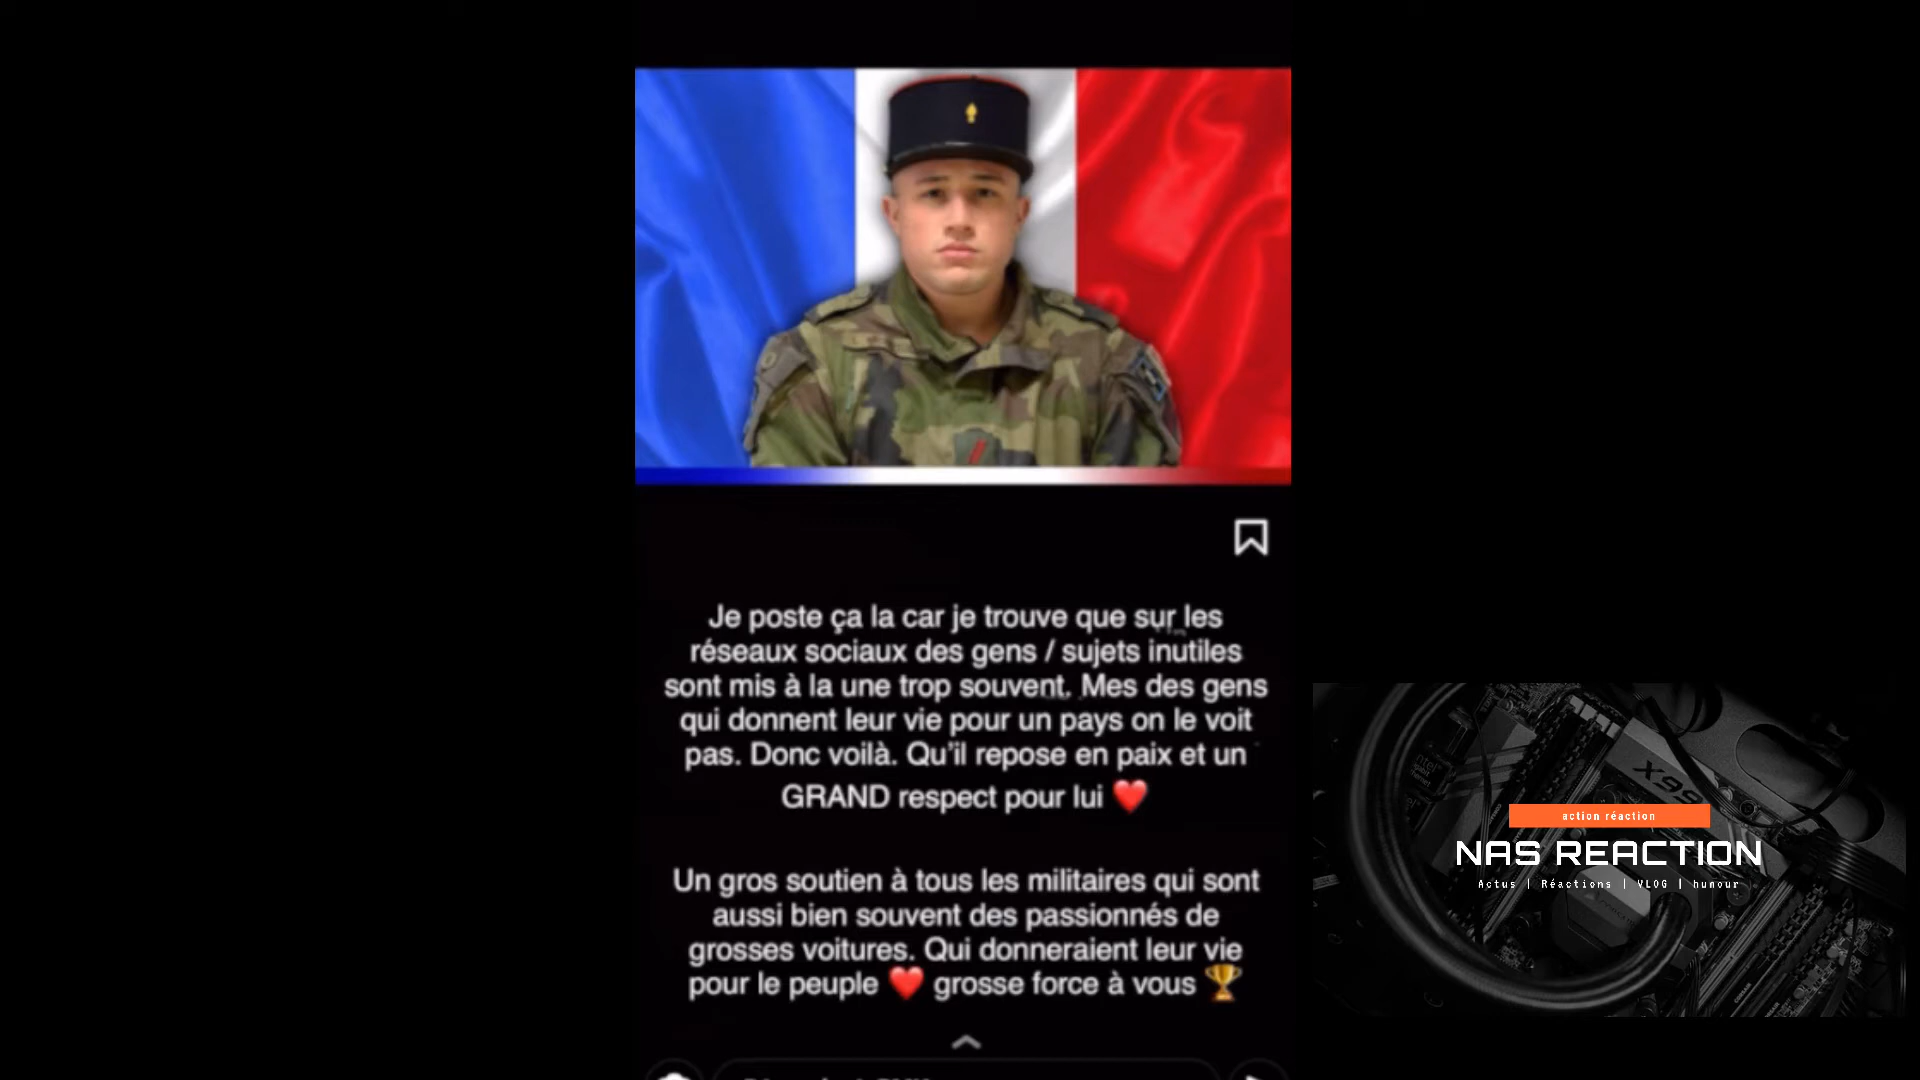 Je poste ça la car je trouve que sur les
réseaux sociaux des gens / sujets inutiles
sont mis à la une trop souvent. Mes des gens
qui donnent leur vie pour un pays on le voit
pas. Donc voilà. Qu'il repose en paix et un
GRAND respect pour lui ❤️
Un gros soutien à tous les militaires qui sont
aussi bien souvent des passionnés de
grosses voitures. Qui donneraient leur vie
pour le peuple ❤️ grosse force à vous 🏆
X99
action réaction
NAS REACTION
Actus | Réactions | VLOG | humour